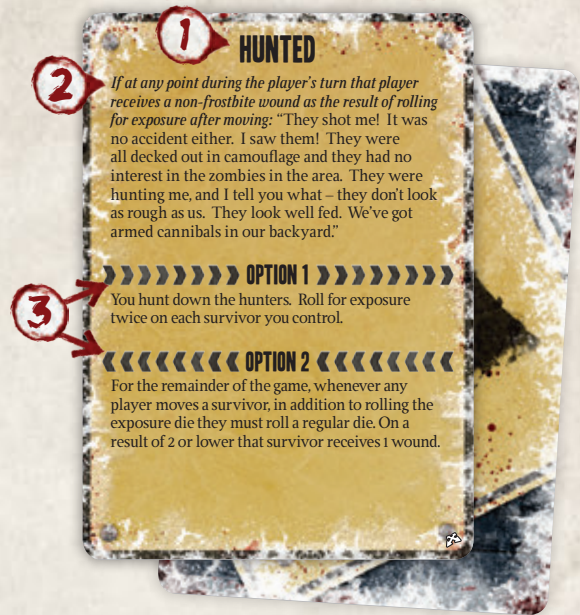 1
HUNTED
2
If at any point during the player's turn that player
receives a non-frostbite wound as the result of rolling
for exposure after moving: “They shot me! It was
no accident either. I saw them! They were
all decked out in camouflage and they had no
interest in the zombies in the area. They were
hunting me, and I tell you what – they don't look
as rough as us. They look well fed. We've got
armed cannibals in our backyard.”
3
OPTION 1
You hunt down the hunters. Roll for exposure
twice on each survivor you control.
OPTION 2
For the remainder of the game, whenever any
player moves a survivor, in addition to rolling the
exposure die they must roll a regular die. On a
result of 2 or lower that survivor receives 1 wound.